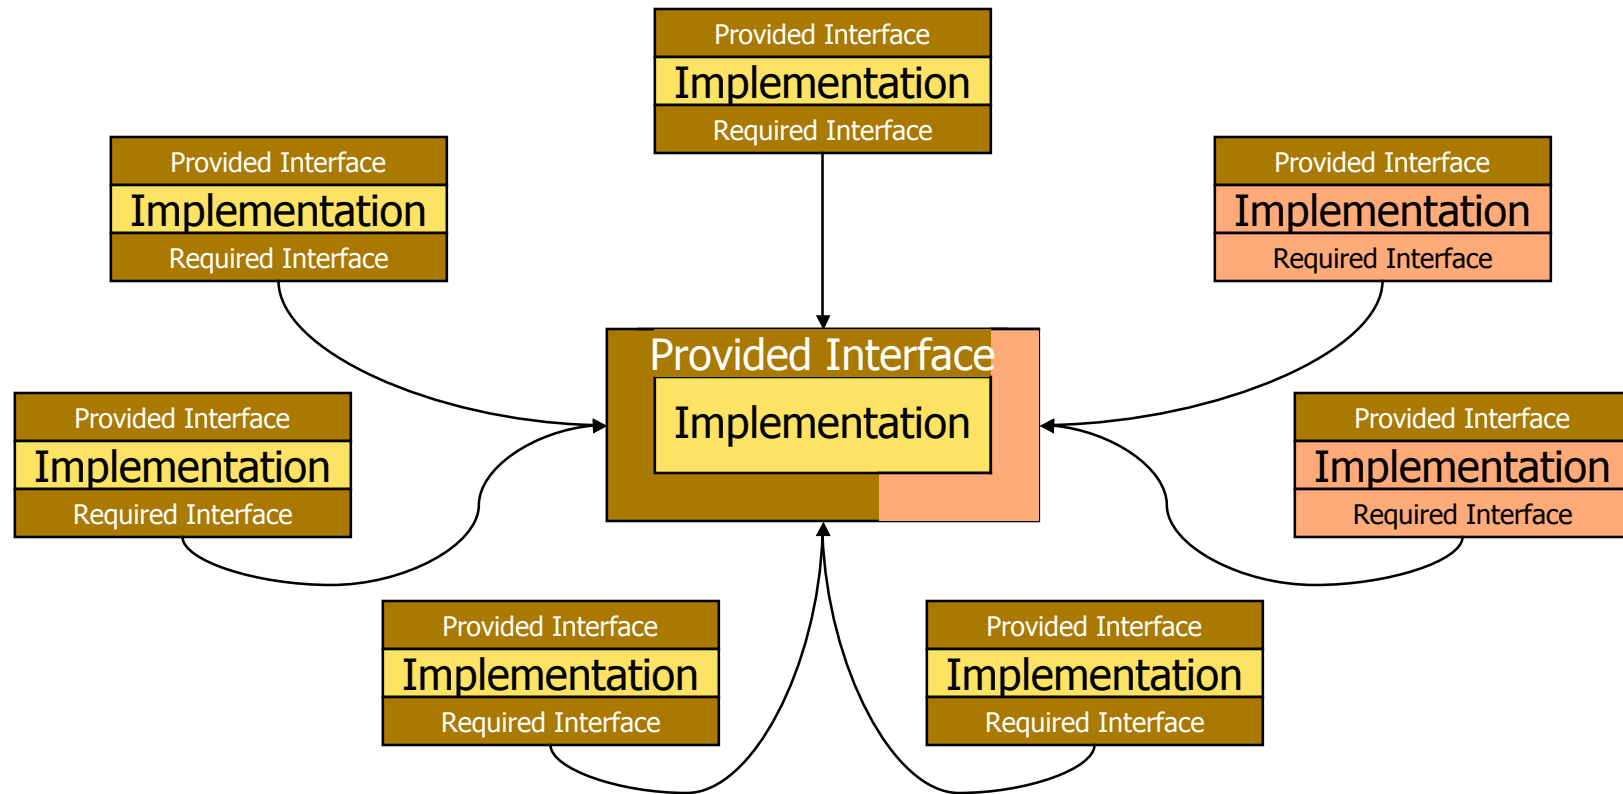 Provided Interface
Implementation
Required Interface
Provided Interface
Implementation
Required Interface
Provided Interface
Implementation
Required Interface
Provided Interface
Implementation
Provided Interface
Implementation
Required Interface
Provided Interface
Implementation
Required Interface
Provided Interface
Implementation
Required Interface
Provided Interface
Implementation
Required Interface